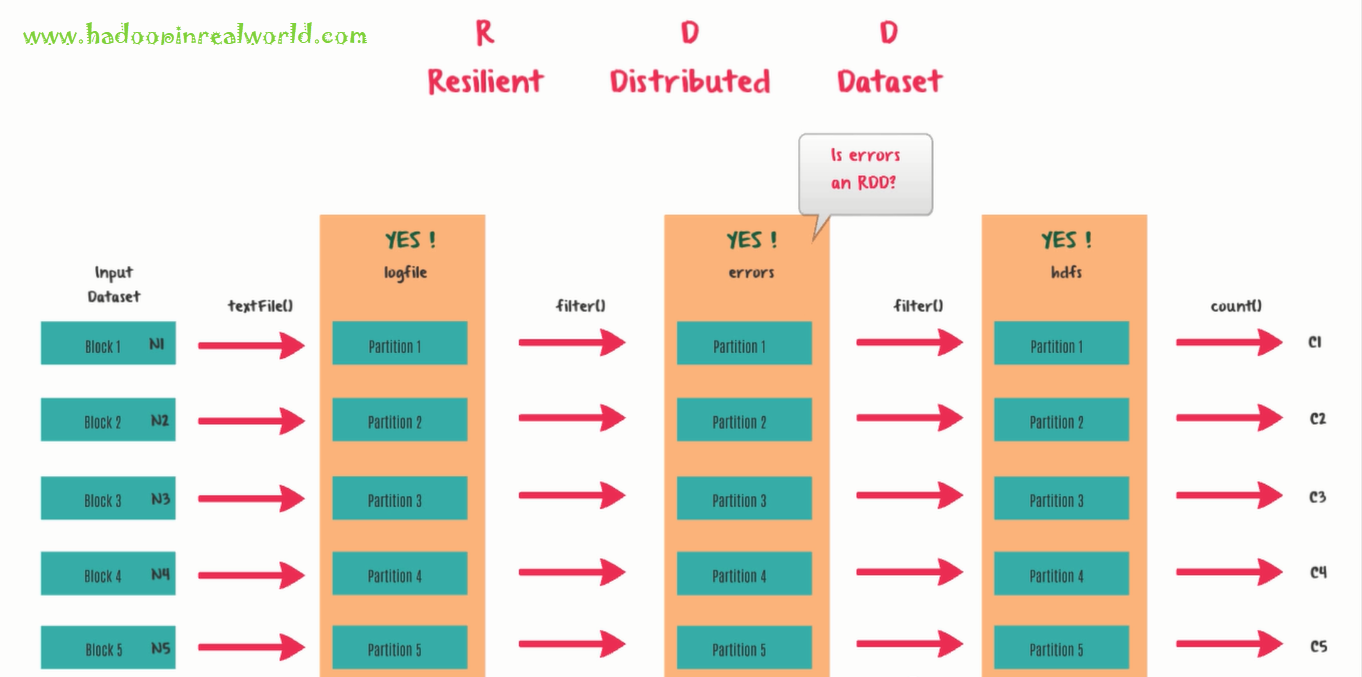 www.hadoopinrealworld.com
R D D
Resilient Distributed Dataset
Is errors
an RDD?
YES ! YES ! YES !
Input logfile errors hdfs
Dataset
textFile() filter() filter() count()
Block 1 N1 Partition 1 Partition 1 Partition 1 C1
Block 2 N2 Partition 2 Partition 2 Partition 2 C2
Block 3 N3 Partition 3 Partition 3 Partition 3 C3
Block 4 N4 Partition 4 Partition 4 Partition 4 C4
Block 5 N5 Partition 5 Partition 5 Partition 5 C5